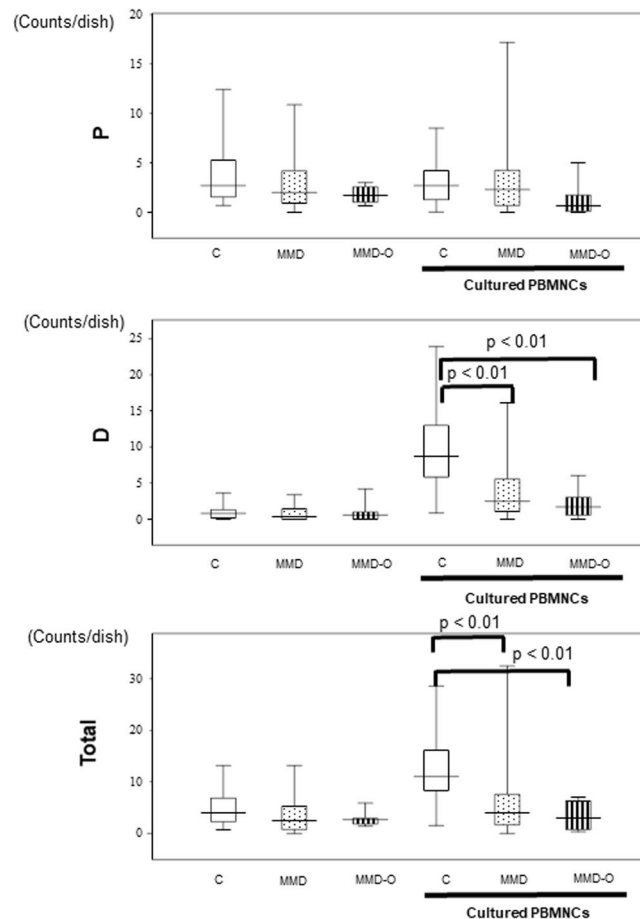 (Counts/dish)
20
15
10
5
0
P
C MMD MMD-O C MMD MMD-O
Cultured PBMNCs
(Counts/dish)
25
20
15
10
5
0
D
p < 0.01
p < 0.01
C MMD MMD-O C MMD MMD-O
Cultured PBMNCs
(Counts/dish)
30
20
10
0
Total
p < 0.01
p < 0.01
C MMD MMD-O C MMD MMD-O
Cultured PBMNCs